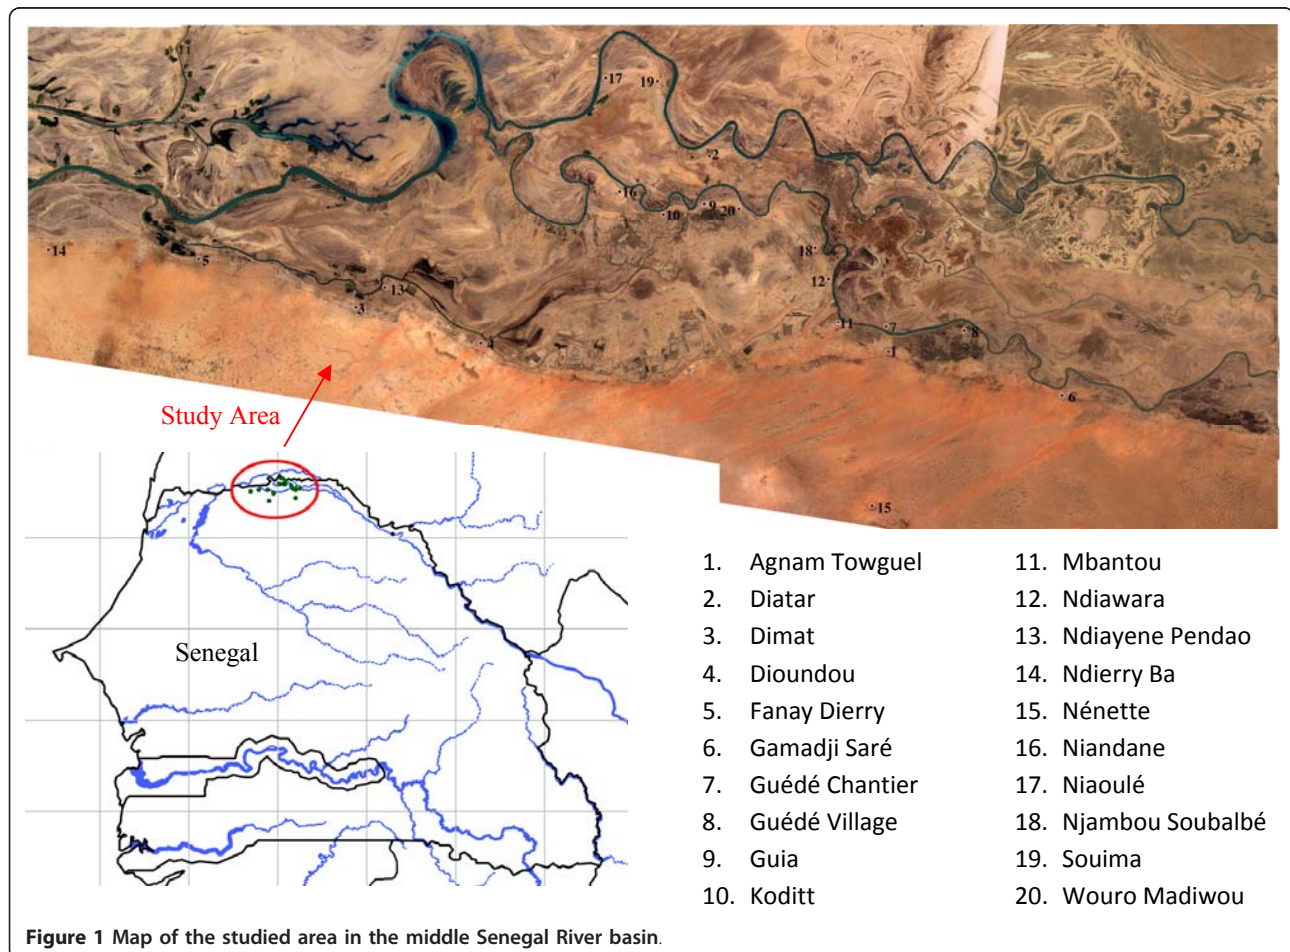 17
19
2
16
10
9
20
14
5
18
13
12
3
11
7
8
4
1
6
Study Area
15
Senegal
1. Agnam Towguel
2. Diatar
3. Dimat
4. Dioundou
5. Fanay Dierry
6. Gamadji Saré
7. Guédé Chantier
8. Guédé Village
9. Guia
10. Koditt
11. Mbantou
12. Ndiawara
13. Ndiayene Pendao
14. Ndierry Ba
15. Nénette
16. Niandane
17. Niaoulé
18. Njambou Soubalbé
19. Souima
20. Wouro Madiwou
Figure 1 Map of the studied area in the middle Senegal River basin.